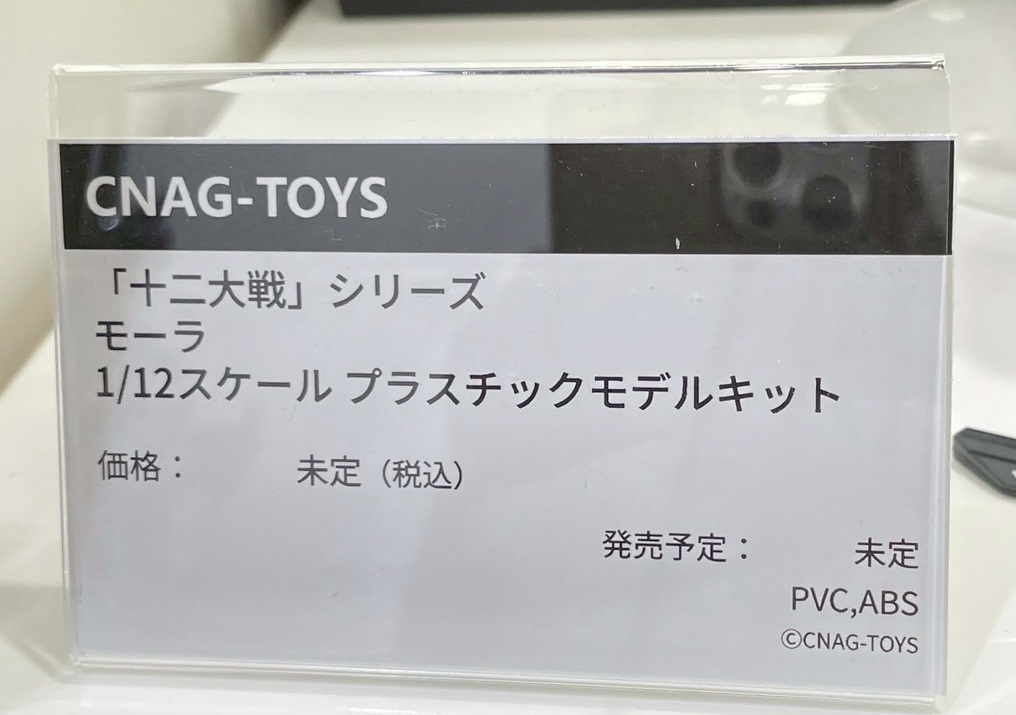 CNAG-TOYS
「十二大戦」シリーズ
モーラ
1/12スケール プラスチックモデルキット
価格： 未定（税込）
発売予定： 未定
PVC,ABS
©CNAG-TOYS